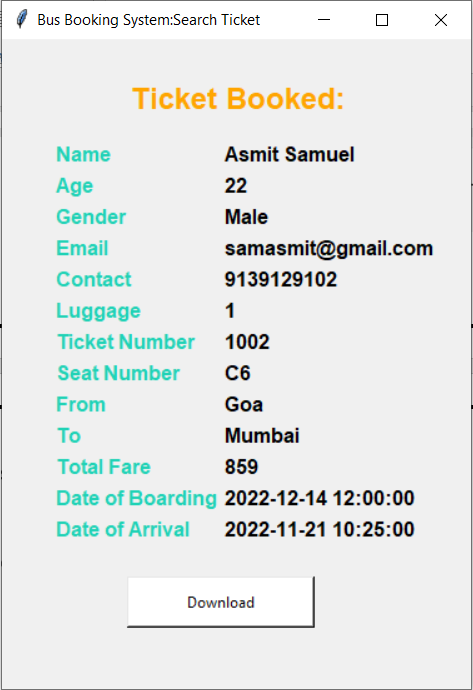 Bus Booking System:Search Ticket
Ticket Booked:
Name Asmit Samuel
Age 22
Gender Male
Email samasmit@gmail.com
Contact 9139129102
Luggage 1
Ticket Number 1002
Seat Number C6
From Goa
To Mumbai
Total Fare 859
Date of Boarding 2022-12-14 12:00:00
Date of Arrival 2022-11-21 10:25:00
Download